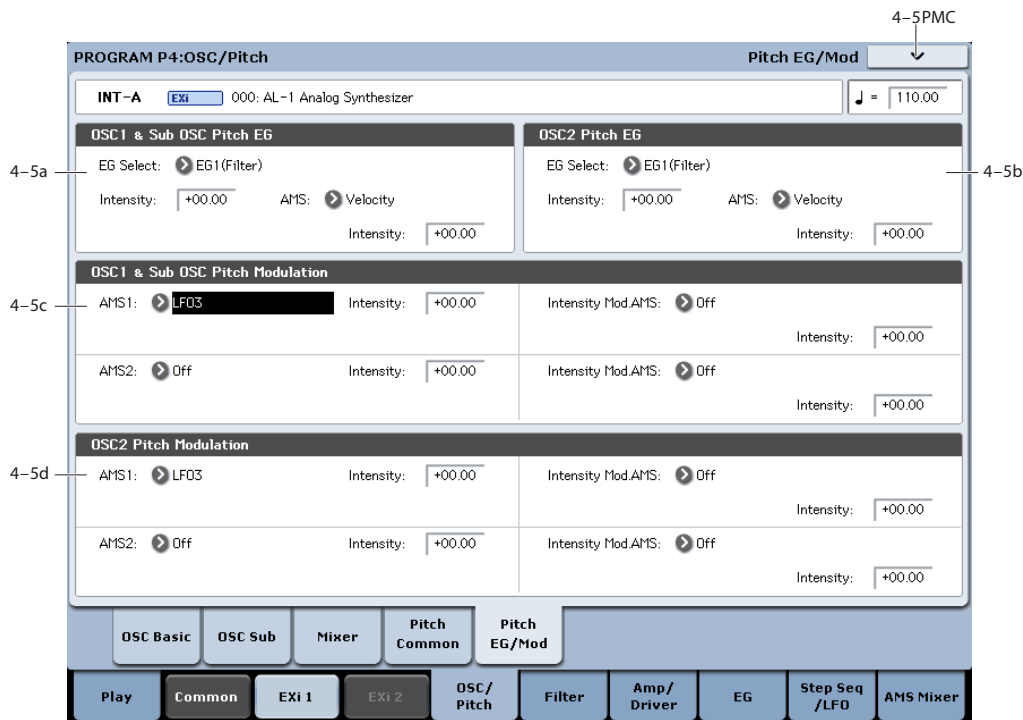 4–5PMC
PROGRAM P4:OSC/Pitch Pitch EG/Mod
INT-A EXi 000: AL-1 Analog Synthesizer ♩ = 110.00
OSC1 & Sub OSC Pitch EG OSC2 Pitch EG
4–5a EG Select: EG1(Filter) EG Select: EG1(Filter) 4–5b
Intensity: +00.00 AMS: Velocity Intensity: +00.00 AMS: Velocity
Intensity: +00.00 Intensity: +00.00
OSC1 & Sub OSC Pitch Modulation
4–5c AMS1: LFO3 Intensity: +00.00 Intensity Mod.AMS: Off
Intensity: +00.00
AMS2: Off Intensity: +00.00 Intensity Mod.AMS: Off
Intensity: +00.00
OSC2 Pitch Modulation
4–5d AMS1: LFO3 Intensity: +00.00 Intensity Mod.AMS: Off
Intensity: +00.00
AMS2: Off Intensity: +00.00 Intensity Mod.AMS: Off
Intensity: +00.00
OSC Basic OSC Sub Mixer Pitch Common Pitch EG/Mod
Play Common EXi 1 EXi 2 OSC/ Pitch Filter Amp/ Driver EG Step Seq /LFO AMS Mixer